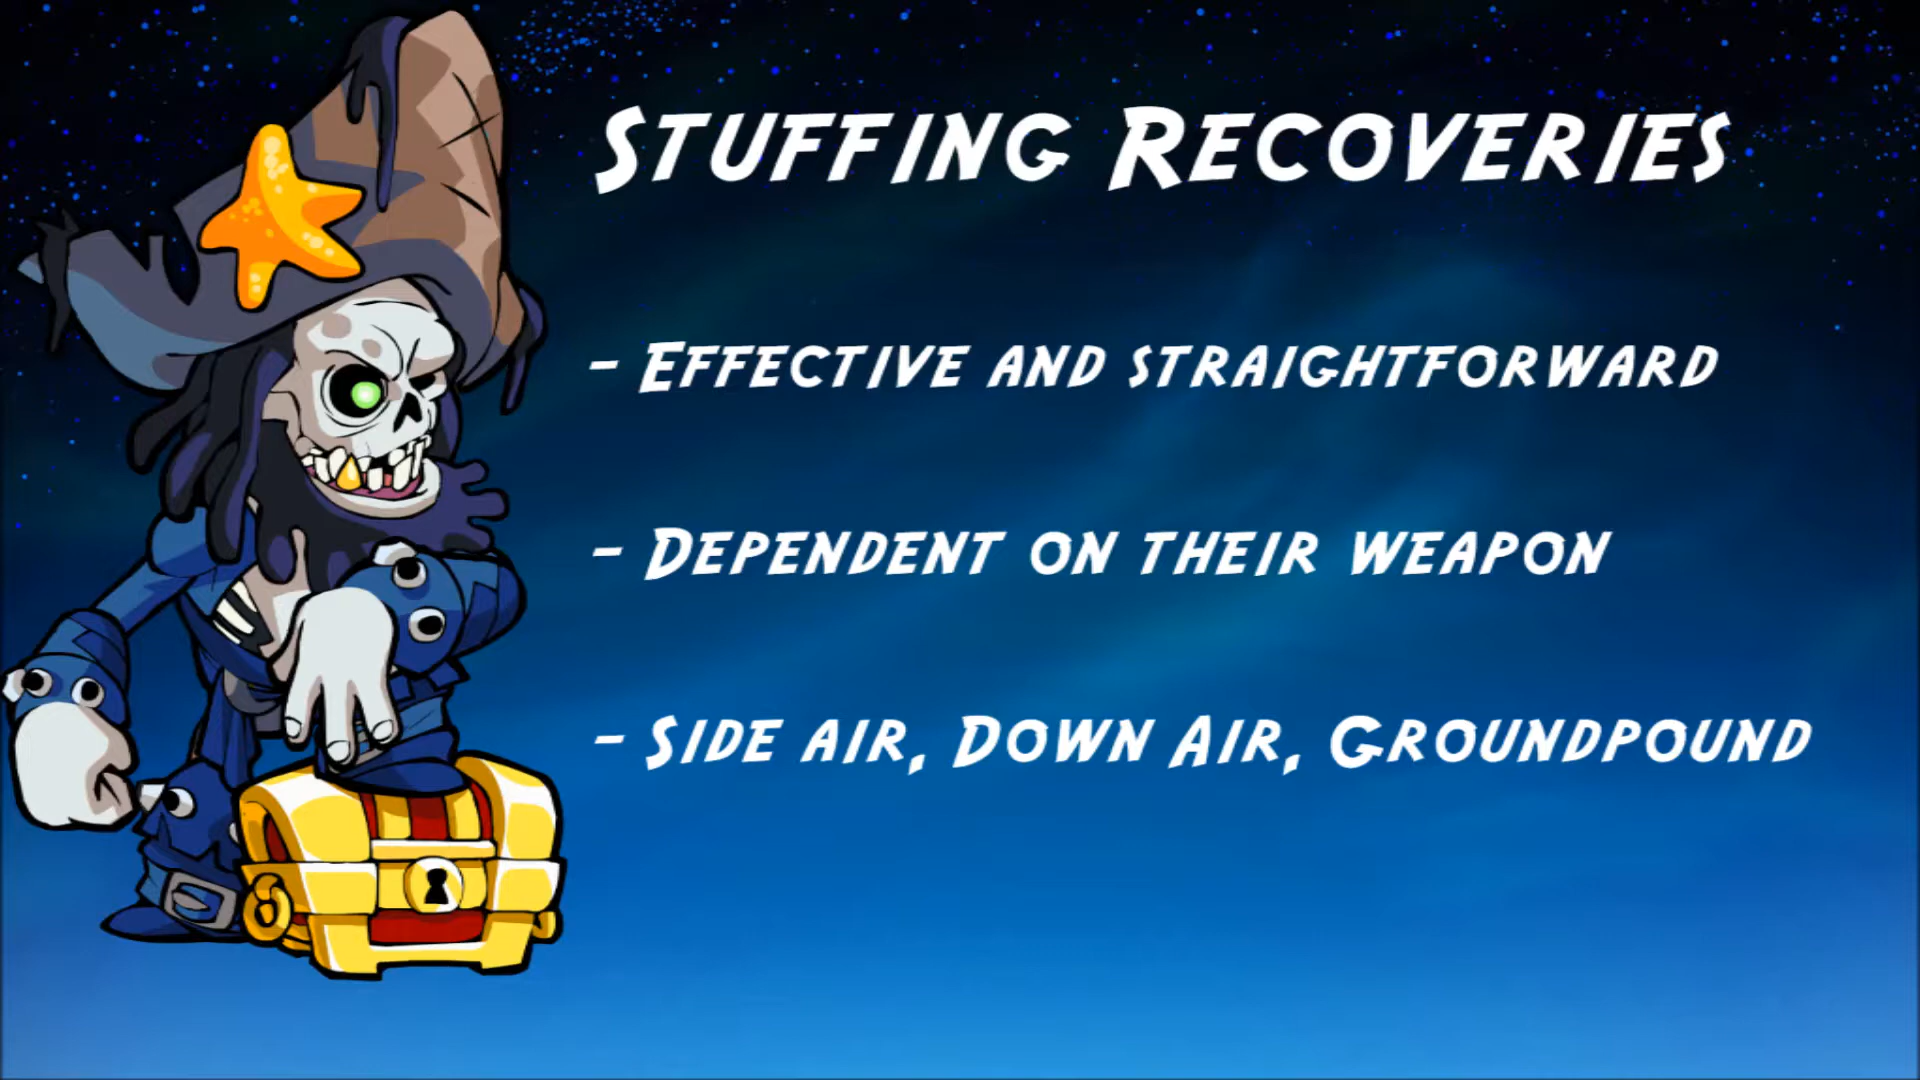 Stuffing Recoveries
- Effective and straightforward
- Dependent on their weapon
- Side air, Down Air, Groundpound